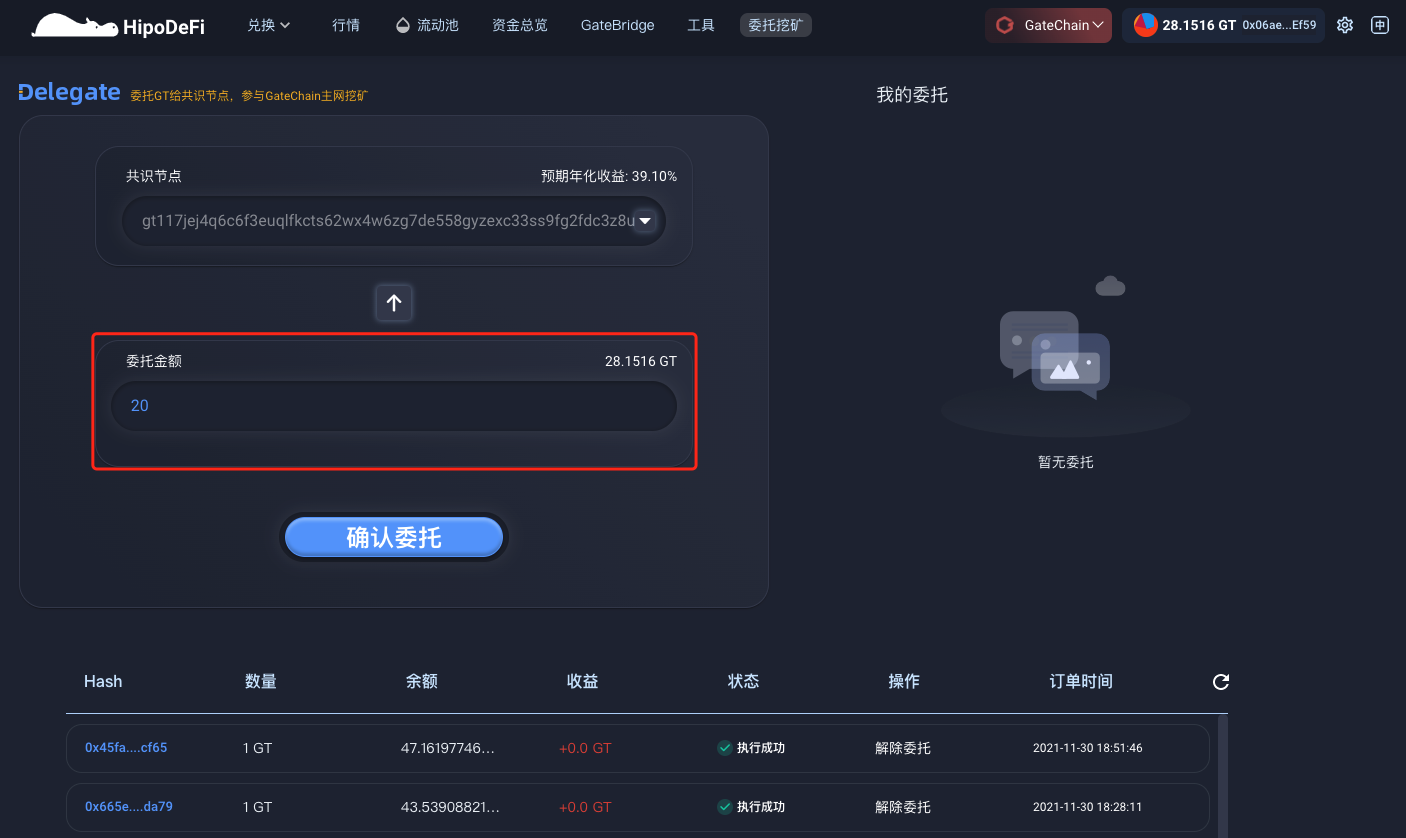 HipoDeFi 兑换 行情 流动池 资金总览 GateBridge 工具 委托挖矿 GateChain 28.1516 GT 0x06ae...Ef59 中
Delegate 委托GT给共识节点，参与GateChain主网挖矿
我的委托
共识节点 预期年化收益: 39.10%
gt117jej4q6c6f3euqlfkcts62wx4w6zg7de558gyzexc33ss9fg2fdc3z8u
委托金额 28.1516 GT
20
暂无委托
确认委托
Hash 数量 余额 收益 状态 操作 订单时间
0x45fa....cf65 1 GT 47.16197746... +0.0 GT 执行成功 解除委托 2021-11-30 18:51:46
0x665e....da79 1 GT 43.53908821... +0.0 GT 执行成功 解除委托 2021-11-30 18:28:11